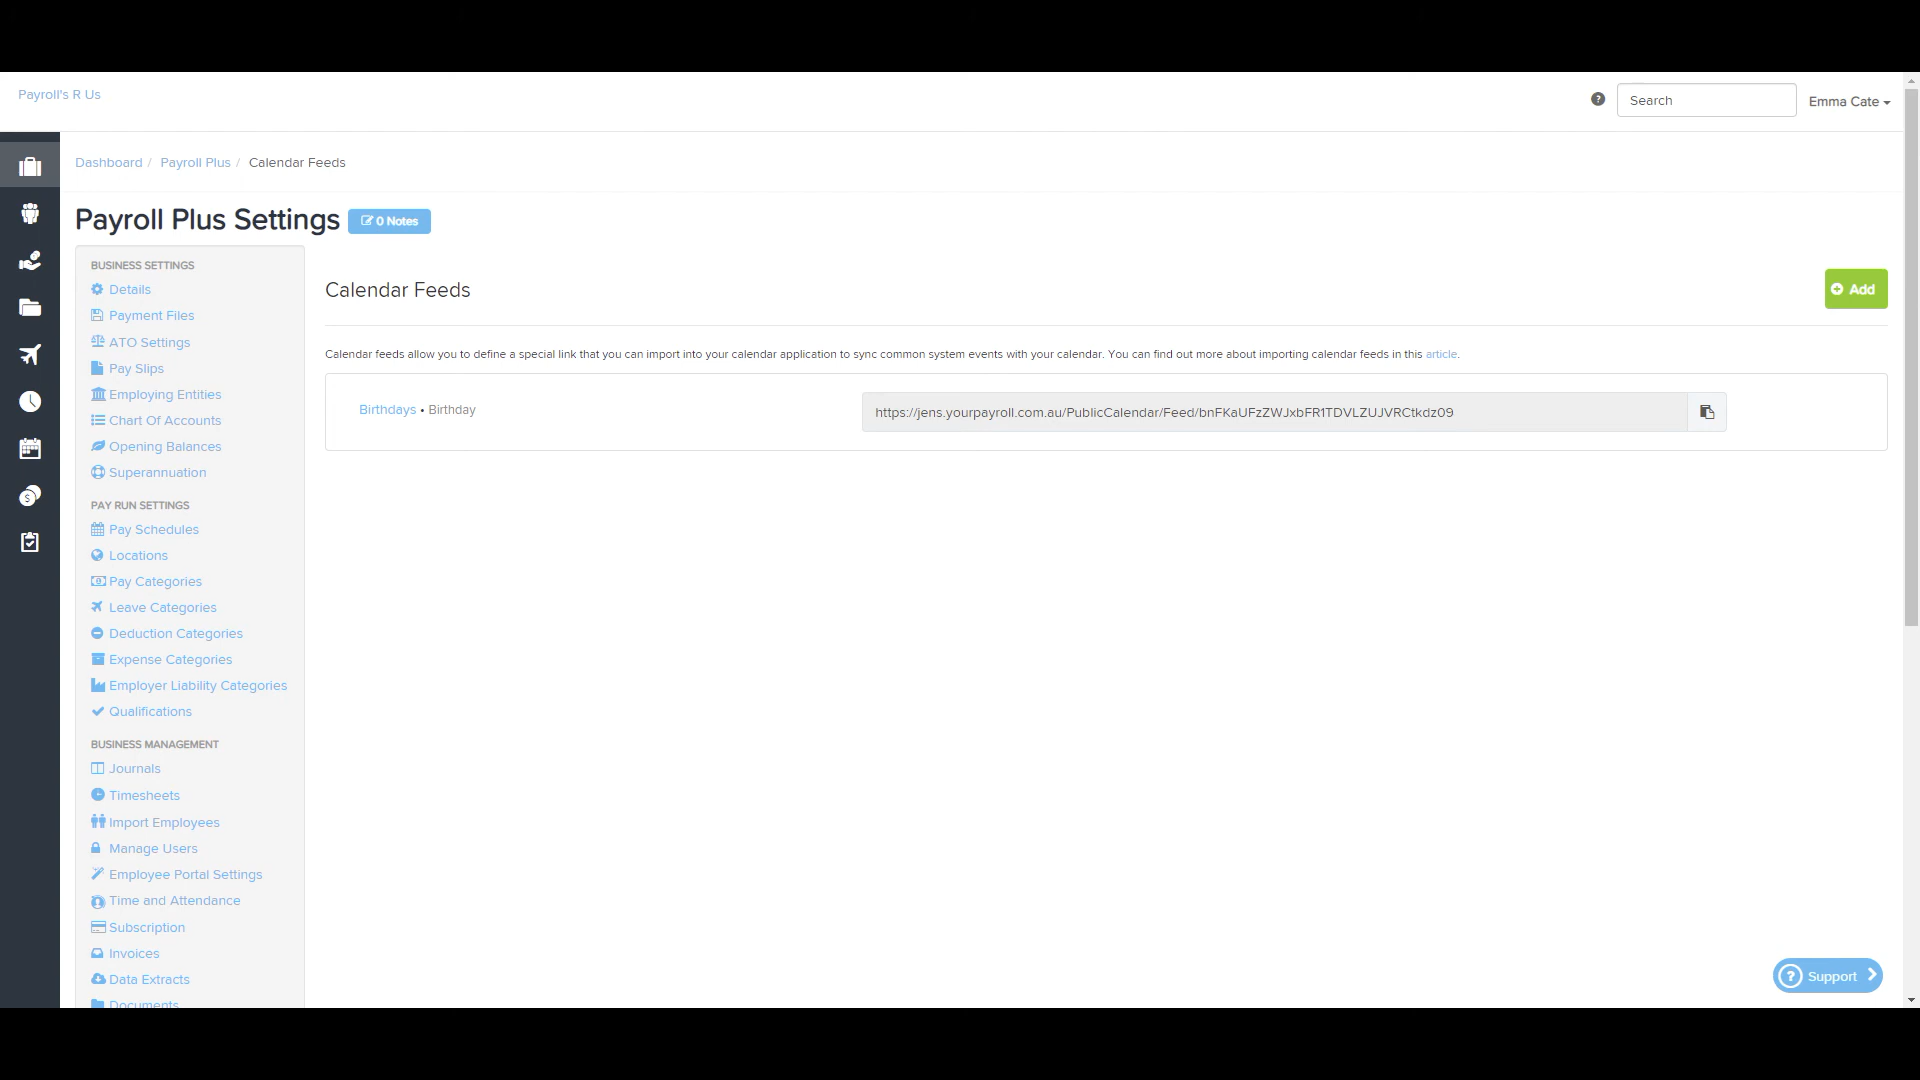 Payroll's R Us
Search
Emma Cate
Dashboard / Payroll Plus / Calendar Feeds
Payroll Plus Settings
0 Notes
BUSINESS SETTINGS
Details
Payment Files
ATO Settings
Pay Slips
Employing Entities
Chart Of Accounts
Opening Balances
Superannuation
PAY RUN SETTINGS
Pay Schedules
Locations
Pay Categories
Leave Categories
Deduction Categories
Expense Categories
Employer Liability Categories
Qualifications
BUSINESS MANAGEMENT
Journals
Timesheets
Import Employees
Manage Users
Employee Portal Settings
Time and Attendance
Subscription
Invoices
Data Extracts
Documents
Calendar Feeds
Add
Calendar feeds allow you to define a special link that you can import into your calendar application to sync common system events with your calendar. You can find out more about importing calendar feeds in this article.
Birthdays • Birthday
https://jens.yourpayroll.com.au/PublicCalendar/Feed/bnFKaUFzZWJxbFR1TDVLZUJVRCtkdz09
Support